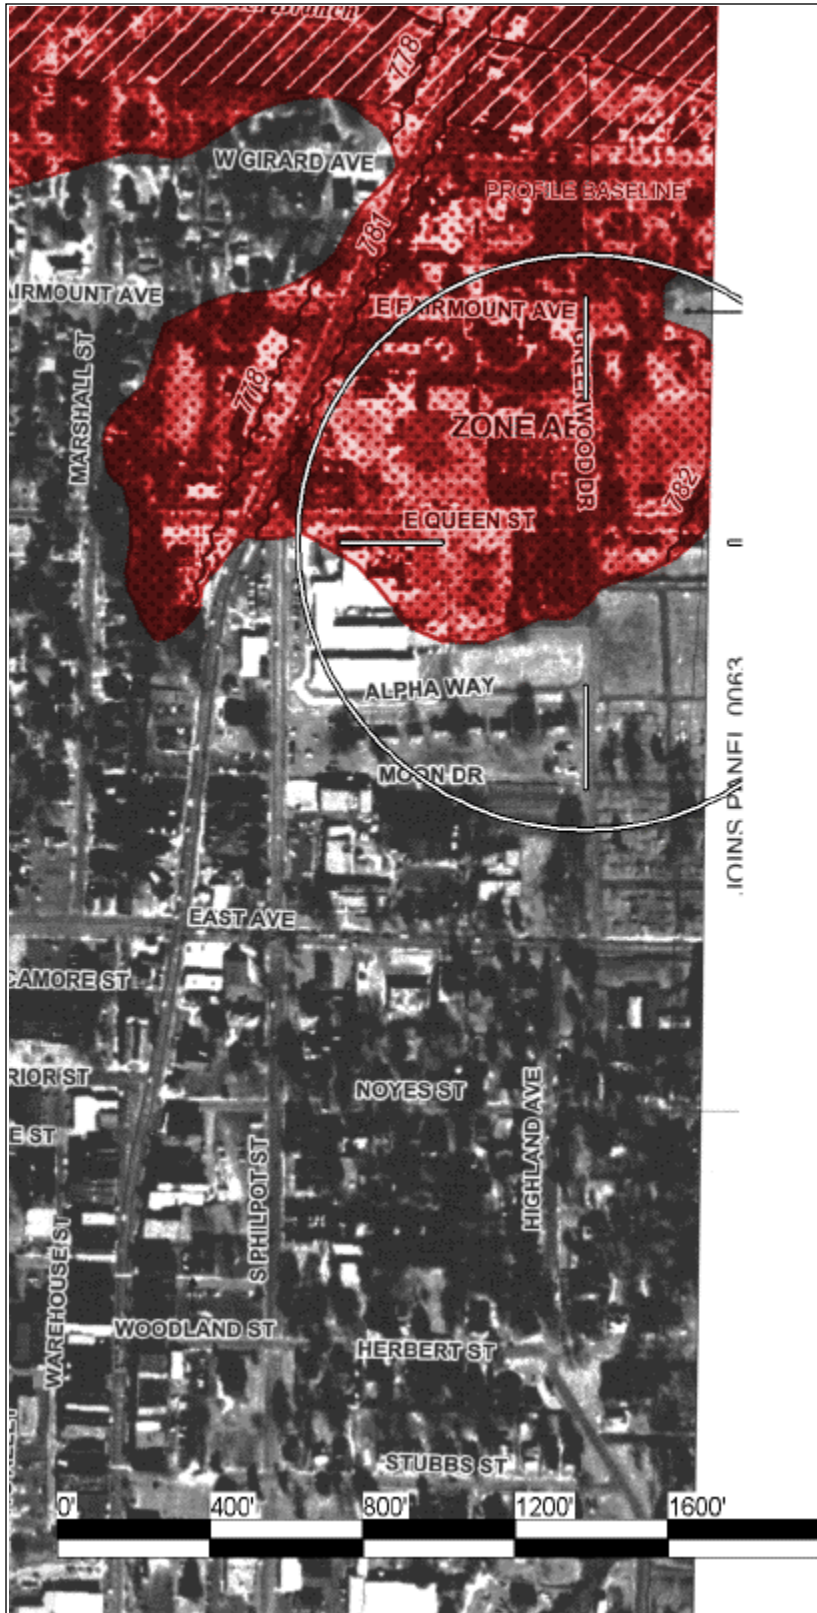 Branch
778
W GIRARD AVE
PROFILE BASELINE
781
AIRMOUNT AVE
E FAIRMOUNT AVE
MARSHALL ST
778
GREENWOOD DR
ZONE AE
782
E QUEEN ST
ALPHA WAY
JOINS PANEL 0063
MOON DR
EAST AVE
CAMORE ST
RIOR ST
NOYES ST
HIGHLAND AVE
E ST
S PHILPOT ST
WAREHOUSE ST
WOODLAND ST
HERBERT ST
STUBBS ST
0' 400' 800' 1200' 1600'